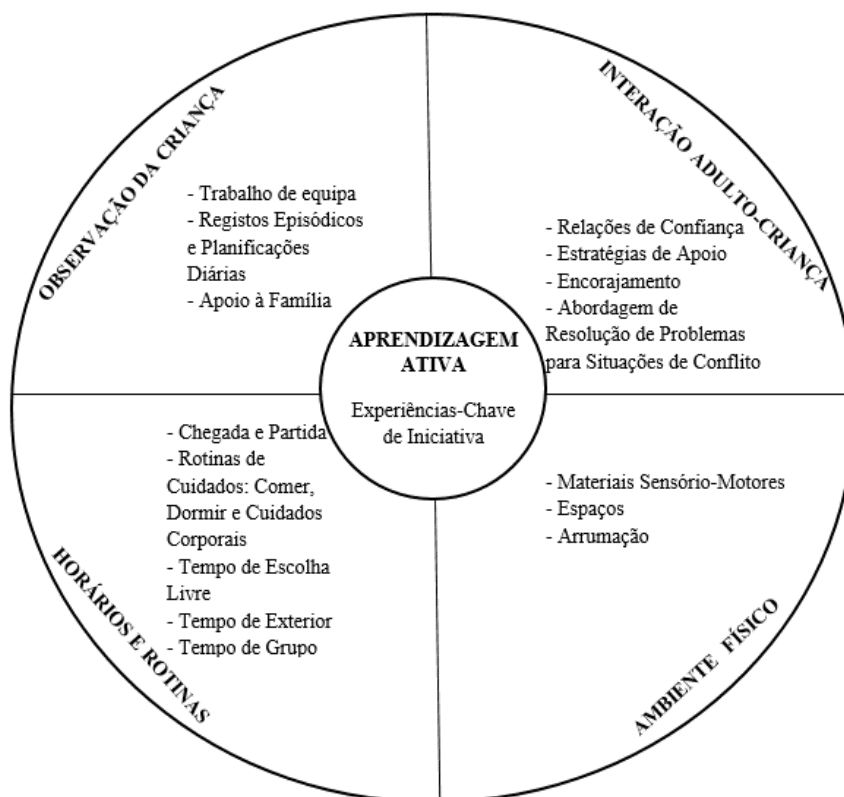 OBSERVAÇÃO DA CRIANÇA
- Trabalho de equipa
- Registos Episódicos
e Planificações
Diárias
- Apoio à Família
INTERAÇÃO ADULTO-CRIANÇA
- Relações de Confiança
- Estratégias de Apoio
- Encorajamento
- Abordagem de
Resolução de Problemas
para Situações de Conflito
APRENDIZAGEM
ATIVA
Experiências-Chave
de Iniciativa
HORÁRIOS E ROTINAS
- Chegada e Partida
- Rotinas de
Cuidados: Comer,
Dormir e Cuidados
Corporais
- Tempo de Escolha
Livre
- Tempo de Exterior
- Tempo de Grupo
AMBIENTE FÍSICO
- Materiais Sensório-Motores
- Espaços
- Arrumação